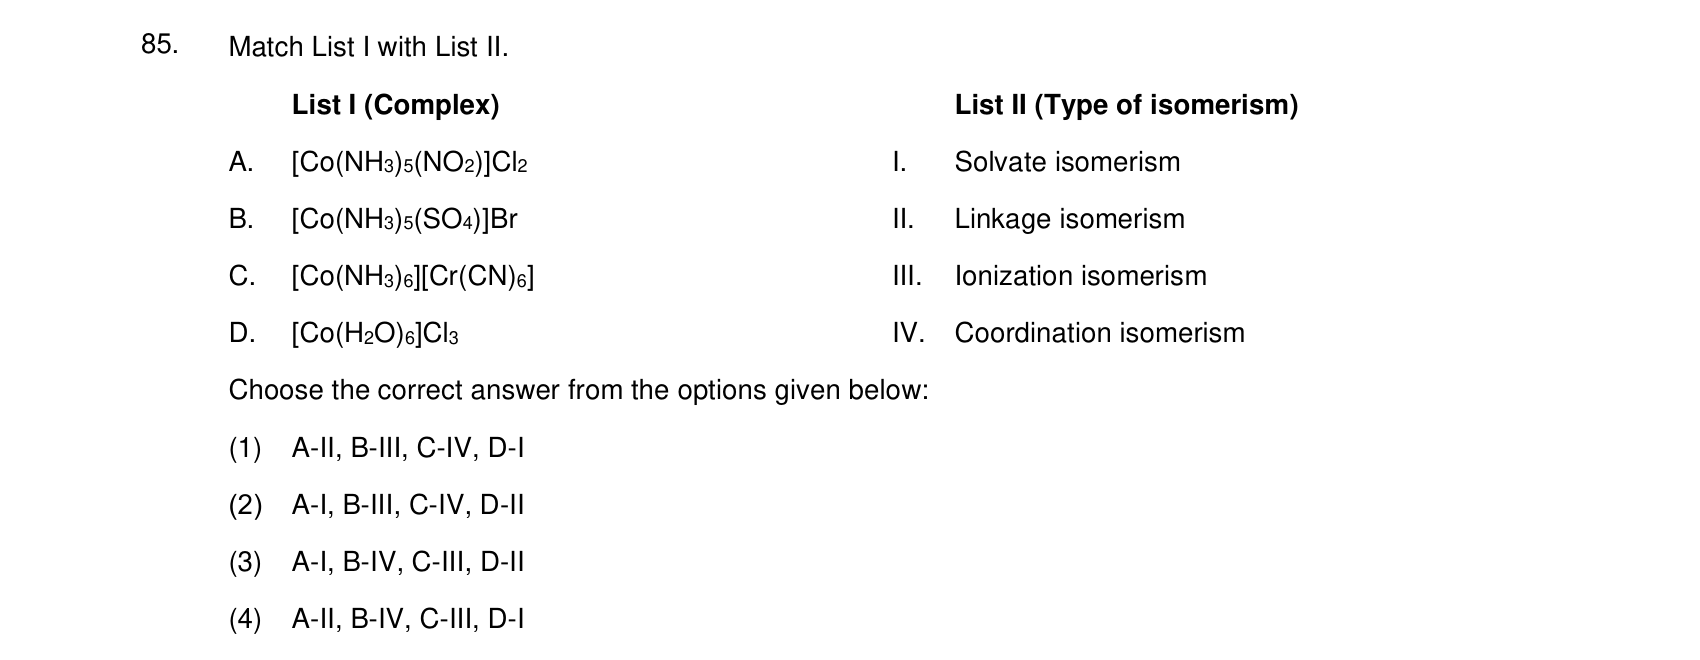 85. Match List I with List II.
List I (Complex) List II (Type of isomerism)
A. [Co(NH₃)₅(NO₂)]Cl₂ I. Solvate isomerism
B. [Co(NH₃)₅(SO₄)]Br II. Linkage isomerism
C. [Co(NH₃)₆][Cr(CN)₆] III. Ionization isomerism
D. [Co(H₂O)₆]Cl₃ IV. Coordination isomerism
Choose the correct answer from the options given below:
(1) A-II, B-III, C-IV, D-I
(2) A-I, B-III, C-IV, D-II
(3) A-I, B-IV, C-III, D-II
(4) A-II, B-IV, C-III, D-I